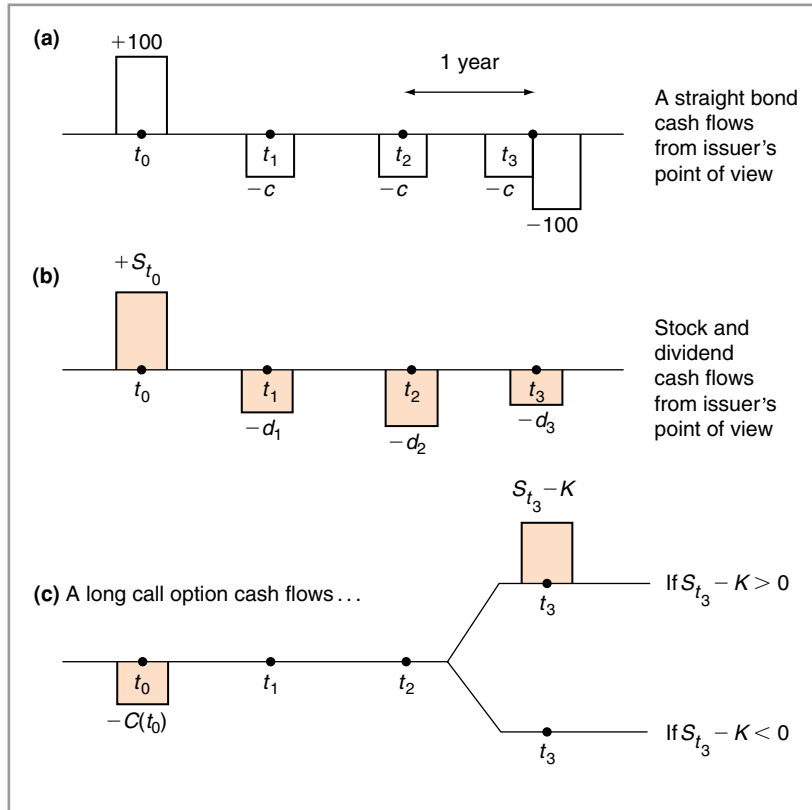 (a)
+100
1 year
A straight bond
cash flows
from issuer's
point of view
t0 t1 t2 t3
−c −c −c
−100
(b)
+St0
Stock and
dividend
cash flows
from issuer's
point of view
t0 t1 t2 t3
−d1 −d2 −d3
St3 − K
(c) A long call option cash flows...
t3
If St3 − K > 0
t0 t1 t2
−C(t0)
t3
If St3 − K < 0